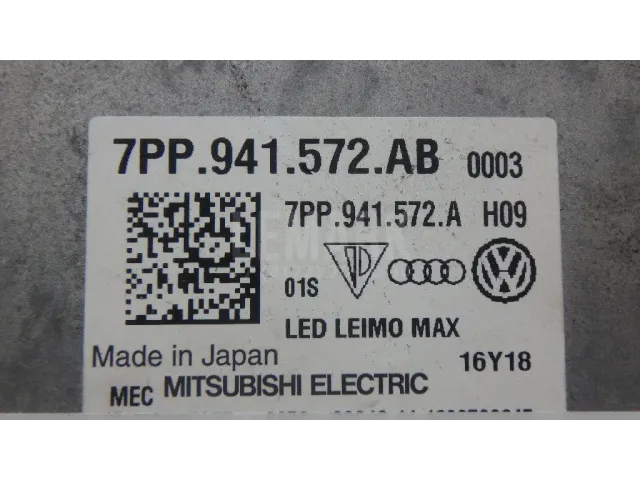 7PP.941.572.AB 0003
7PP.941.572.A H09
01S
LED LEIMO MAX
Made in Japan 16Y18
MEC MITSUBISHI ELECTRIC